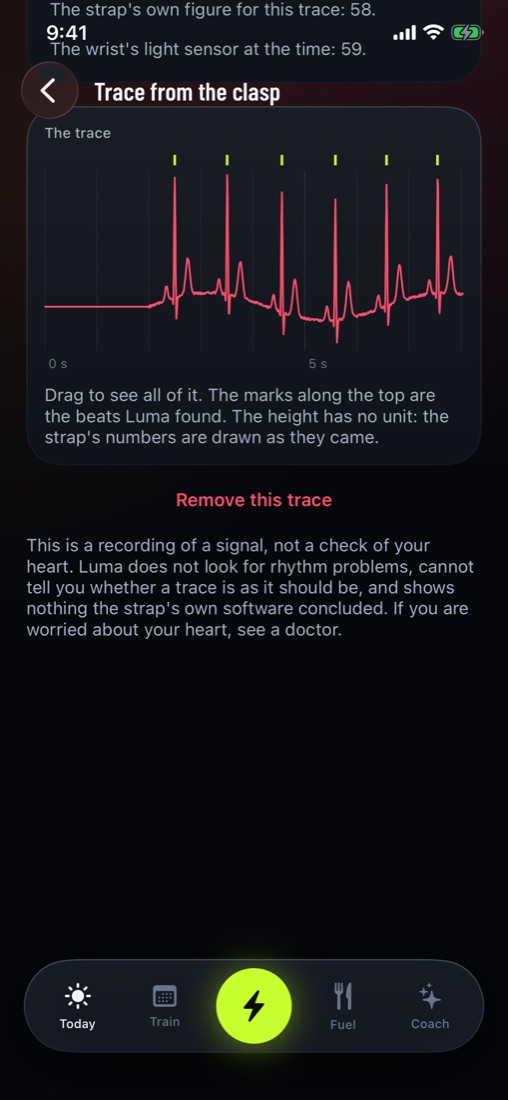 The strap's own figure for this trace: 58.
9:41
The wrist's light sensor at the time: 59.
Trace from the clasp
The trace
0 s
5 s
Drag to see all of it. The marks along the top are
the beats Luma found. The height has no unit: the
strap's numbers are drawn as they came.
Remove this trace
This is a recording of a signal, not a check of your
heart. Luma does not look for rhythm problems, cannot
tell you whether a trace is as it should be, and shows
nothing the strap's own software concluded. If you are
worried about your heart, see a doctor.
Today
Train
Fuel
Coach